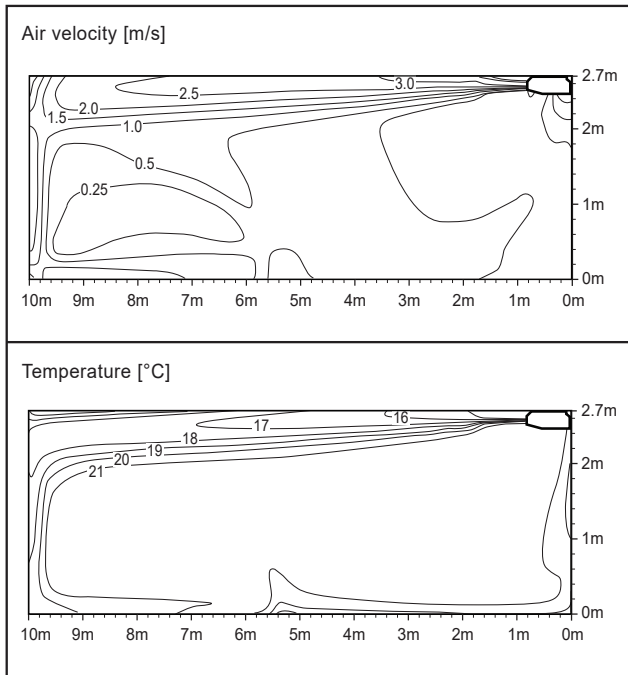 Air velocity [m/s]
2.7m
3.0
2.5
2.0
1.5
1.0
2m
0.5
0.25
1m
0m
10m 9m 8m 7m 6m 5m 4m 3m 2m 1m 0m
Temperature [°C]
2.7m
16
17
18
19
20
21
2m
1m
0m
10m 9m 8m 7m 6m 5m 4m 3m 2m 1m 0m